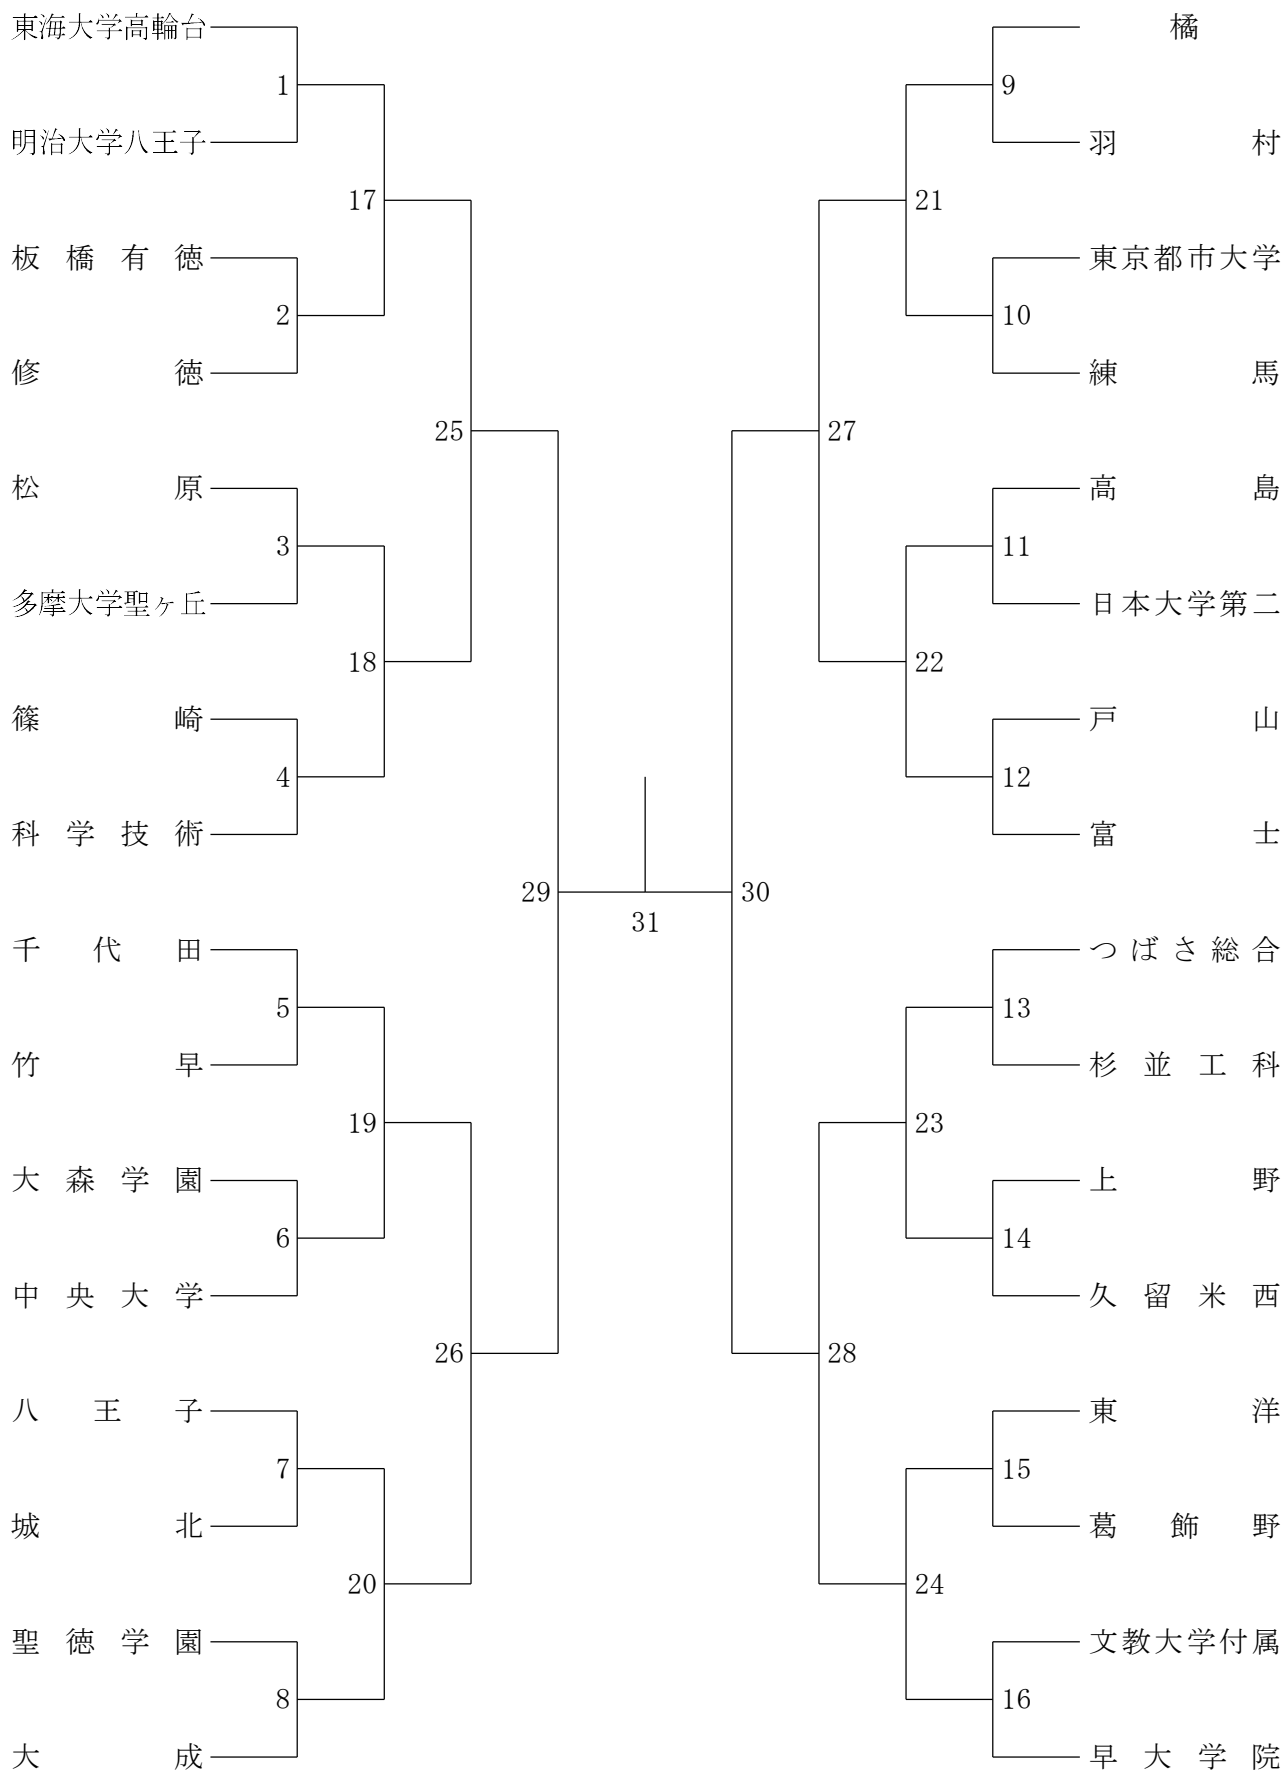 東海大学高輪台
1
明治大学八王子
17
板橋有徳
2
修徳
25
松原
3
多摩大学聖ヶ丘
18
篠崎
4
科学技術
29
千代田
5
竹早
19
大森学園
6
中央大学
26
八王子
7
城北
20
聖徳学園
8
大成
31
橘
9
羽村
21
東京都市大学
10
練馬
27
高島
11
日本大学第二
22
戸山
12
富士
30
つばさ総合
13
杉並工科
23
上野
14
久留米西
28
東洋
15
葛飾野
24
文教大学付属
16
早大学院